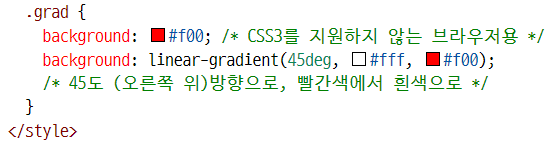 .grad {
background: #f00; /* CSS3를 지원하지 않는 브라우저용 */
background: linear-gradient(45deg, #fff, #f00);
/* 45도 (오른쪽 위)방향으로, 빨간색에서 흰색으로 */
}
</style>